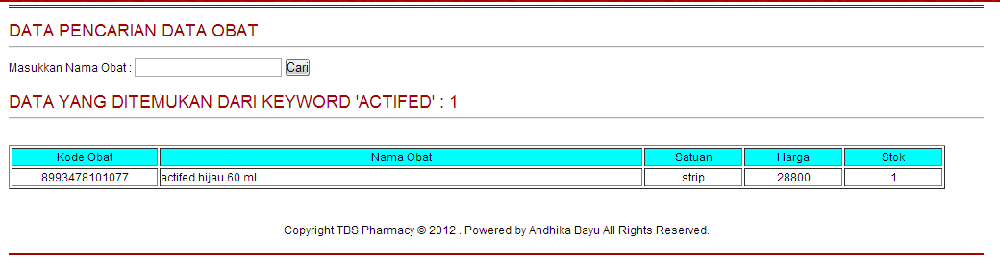 DATA PENCARIAN DATA OBAT
Masukkan Nama Obat : Cari
DATA YANG DITEMUKAN DARI KEYWORD 'ACTIFED' : 1
Kode Obat Nama Obat Satuan Harga Stok
8993478101077 actifed hijau 60 ml strip 28800 1
Copyright TBS Pharmacy © 2012 . Powered by Andhika Bayu All Rights Reserved.